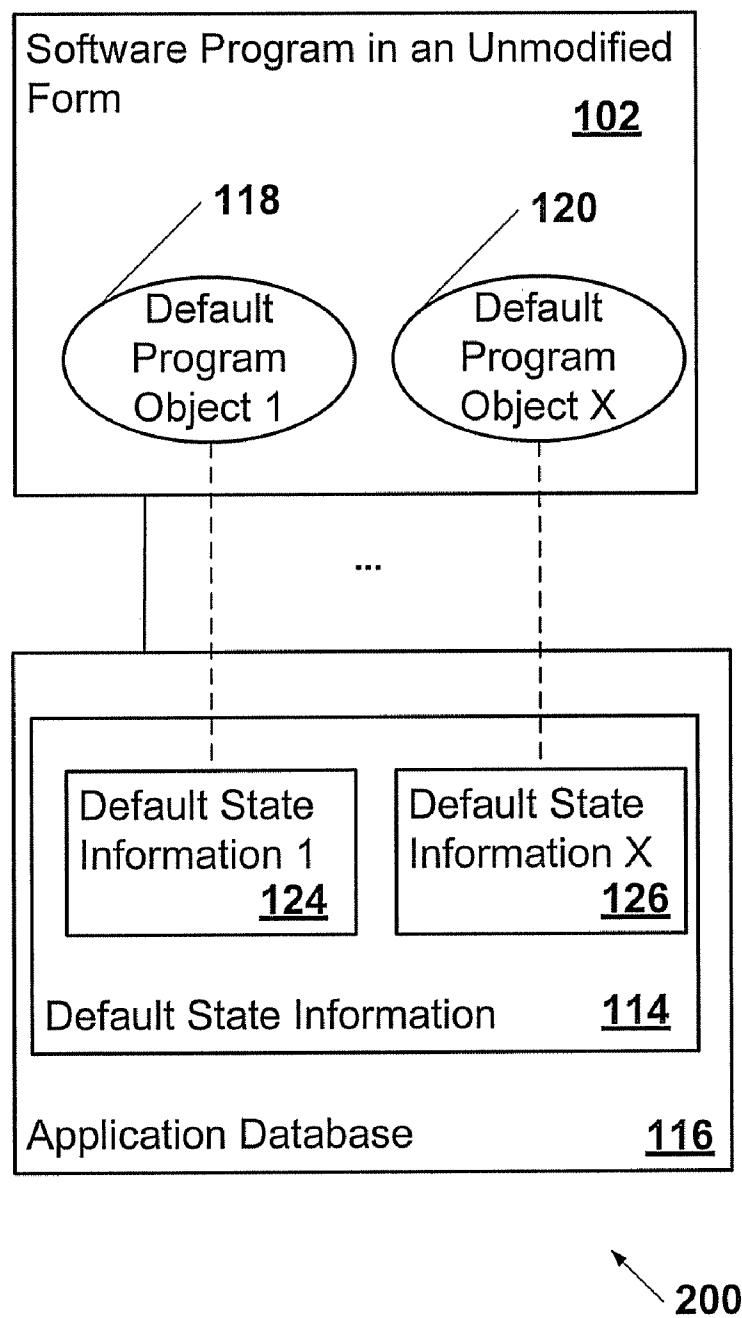 Software Program in an Unmodified
Form
102
118
120
Default
Program
Object 1
Default
Program
Object X
...
Default State
Information 1
124
Default State
Information X
126
Default State Information 114
Application Database 116
200